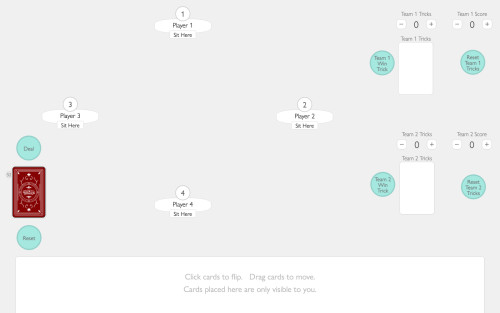 1
Player 1
Sit Here
Team 1 Tricks
Team 1 Score
− 0 +
− 0 +
Team 1 Tricks
Team 1
Win
Trick
Reset
Team 1
Tricks
3
Player 3
Sit Here
2
Player 2
Sit Here
Team 2 Tricks
Team 2 Score
− 0 +
− 0 +
Team 2 Tricks
Team 2
Win
Trick
Reset
Team 2
Tricks
Deal
4
Player 4
Sit Here
Reset
Click cards to flip. Drag cards to move.
Cards placed here are only visible to you.